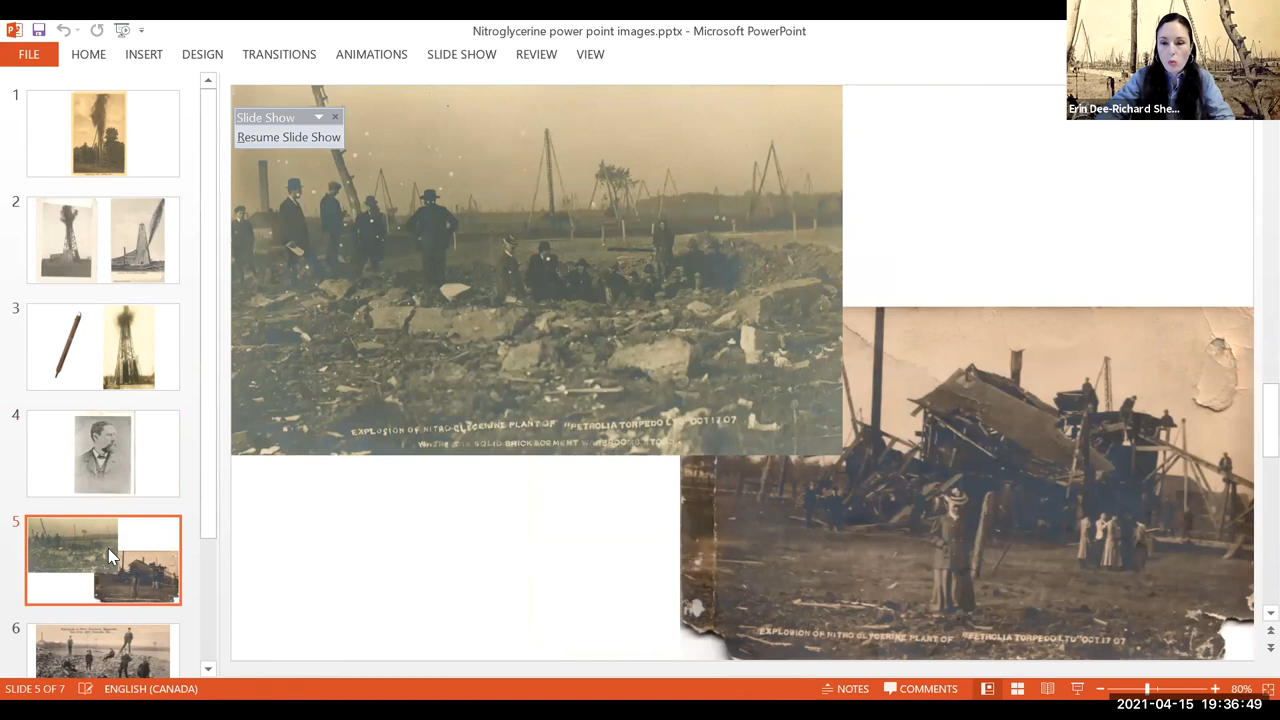 Nitroglycerine power point images.pptx - Microsoft PowerPoint
FILE HOME INSERT DESIGN TRANSITIONS ANIMATIONS SLIDE SHOW REVIEW VIEW
Erin Dee-Richard She...
1
2
3
4
5
6
Slide Show
Resume Slide Show
EXPLOSION OF NITRO GLYCERINE PLANT OF "PETROLIA TORPEDO LTD" OCT 17 07
SOLID BRICK
EXPLOSION OF NITRO GLYCERINE PLANT OF "PETROLIA TORPEDO LTD" OCT 17 07
SLIDE 5 OF 7 ENGLISH (CANADA) NOTES COMMENTS 80%
2021-04-15 19:36:49